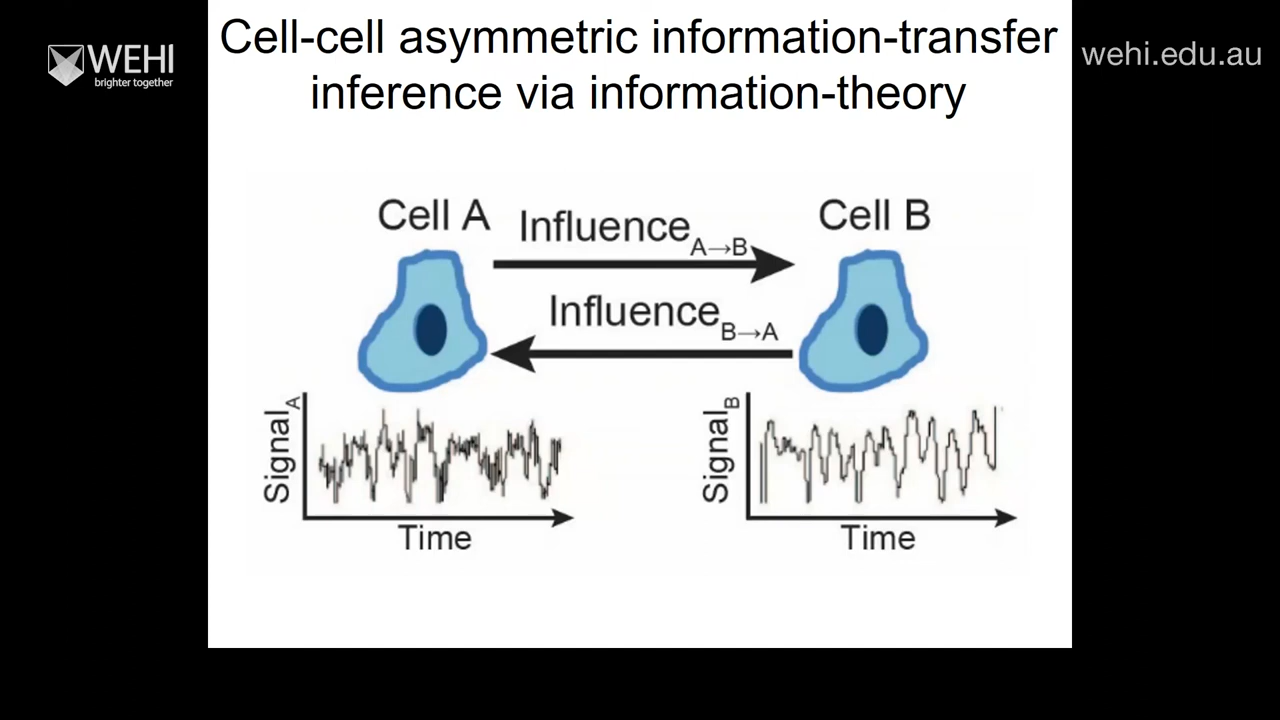 WEHI
brighter together
wehi.edu.au
Cell-cell asymmetric information-transfer
inference via information-theory
Cell A
Influence A→B
Cell B
Influence B→A
Signal A
Time
Signal B
Time